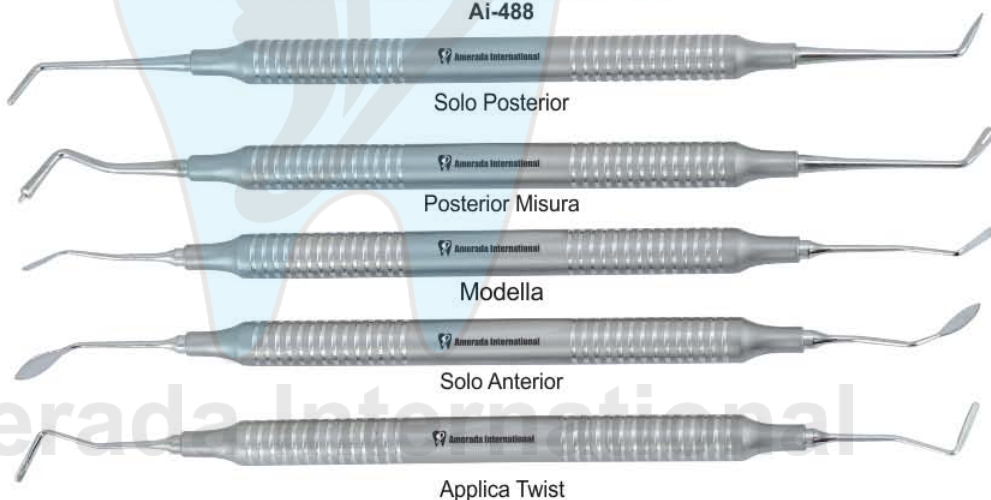 Ai-488
Amerada International
Solo Posterior
Amerada International
Posterior Misura
Amerada International
Modella
Amerada International
Solo Anterior
erada International
Amerada International
Applica Twist